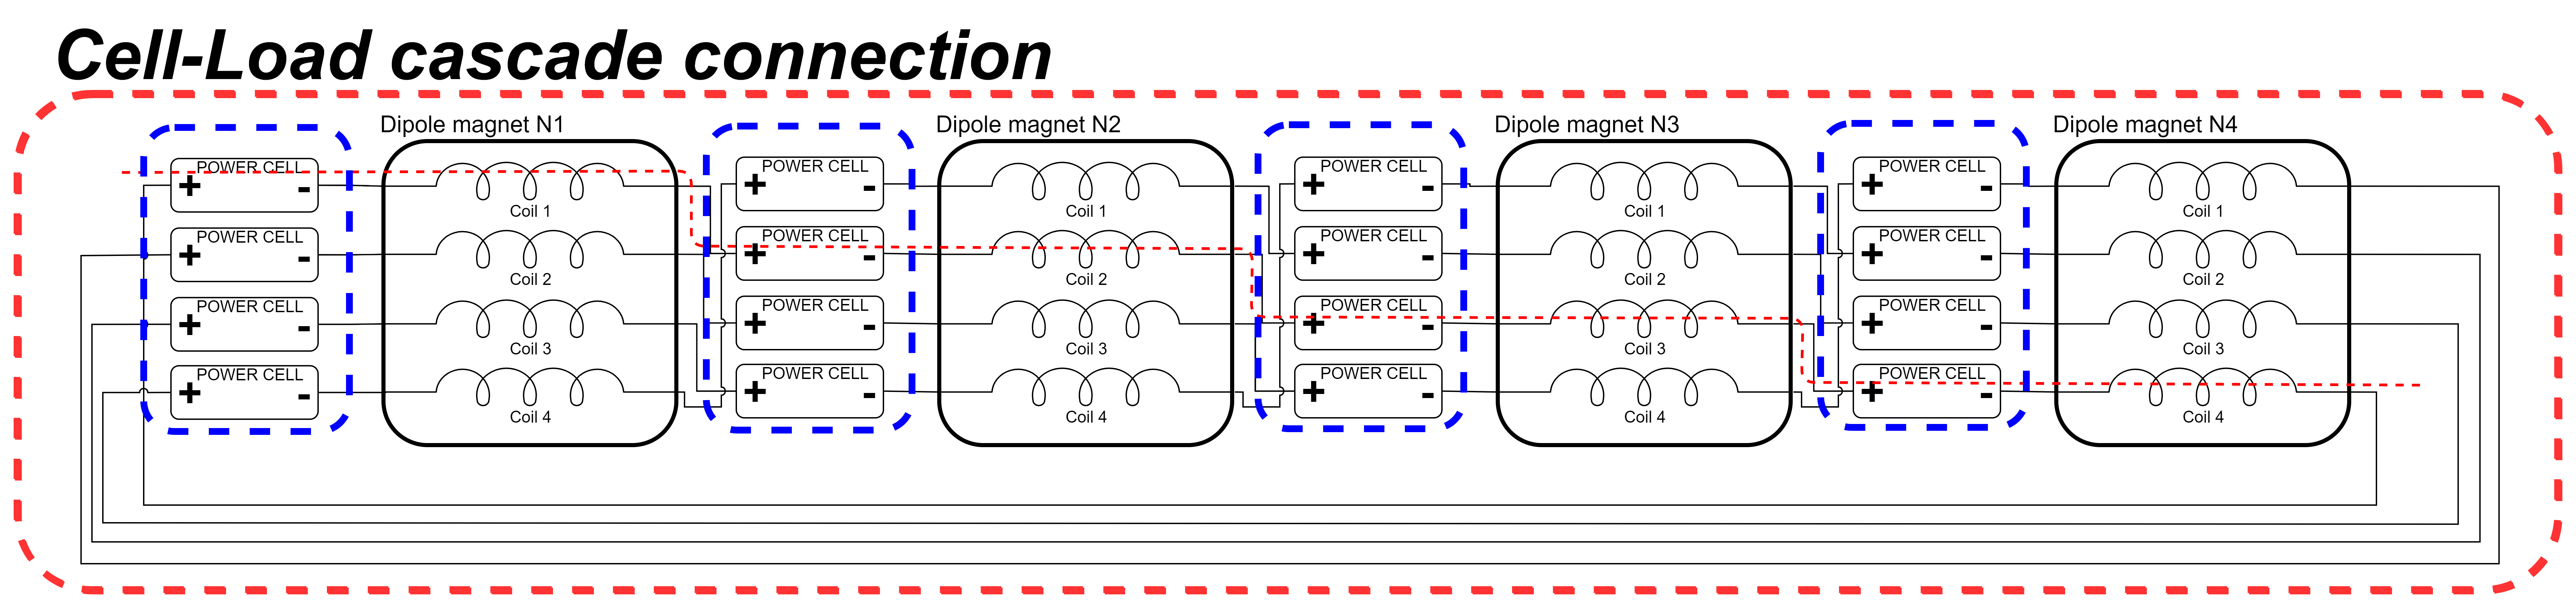 Cell-Load cascade connection
Dipole magnet N1
Dipole magnet N2
Dipole magnet N3
Dipole magnet N4
POWER CELL
+ -
Coil 1
POWER CELL
+ -
Coil 1
POWER CELL
+ -
Coil 1
POWER CELL
+ -
Coil 1
POWER CELL
+ -
Coil 2
POWER CELL
+ -
Coil 2
POWER CELL
+ -
Coil 2
POWER CELL
+ -
Coil 2
POWER CELL
+ -
Coil 3
POWER CELL
+ -
Coil 3
POWER CELL
+ -
Coil 3
POWER CELL
+ -
Coil 3
POWER CELL
+ -
Coil 4
POWER CELL
+ -
Coil 4
POWER CELL
+ -
Coil 4
POWER CELL
+ -
Coil 4